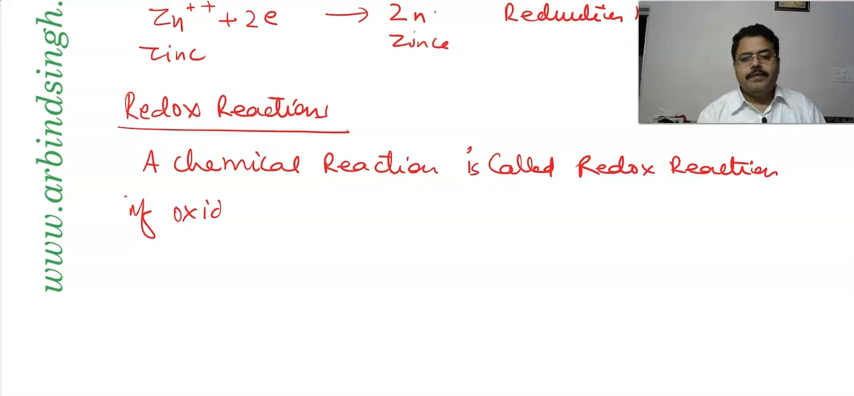 Zn++ + 2e → Zn Reduction
Zinc Zince
Redox Reactions
A chemical Reaction is Called Redox Reaction
if oxid
www.arbindsingh.